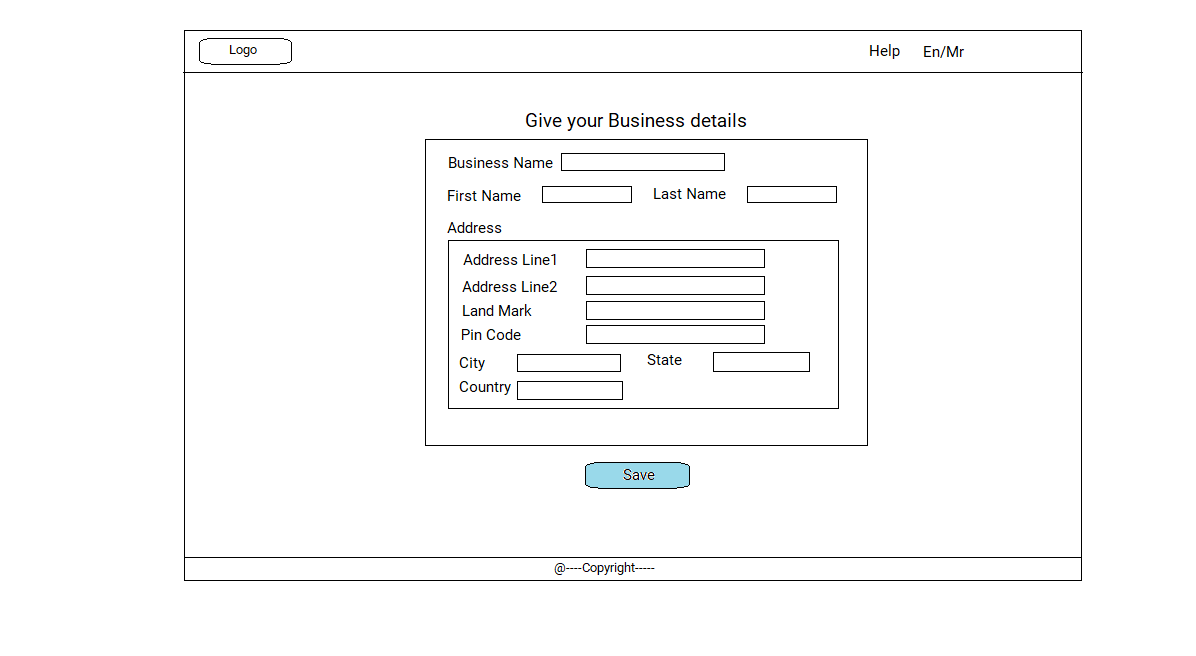 Logo
Help En/Mr
Give your Business details
Business Name
First Name Last Name
Address
Address Line1
Address Line2
Land Mark
Pin Code
City State
Country
Save
@----Copyright-----